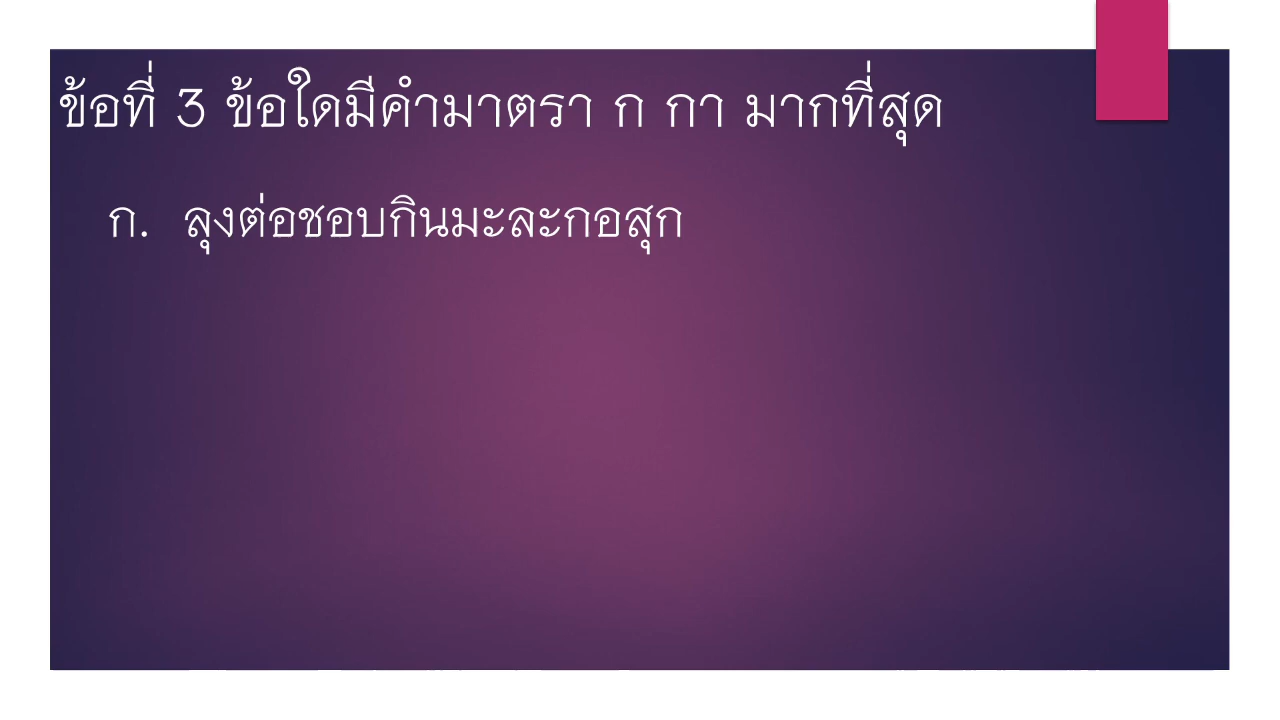 ข้อที่ 3 ข้อใดมีคำมาตรา ก กา มากที่สุด
ก. ลุงต่อชอบกินมะละกอสุก